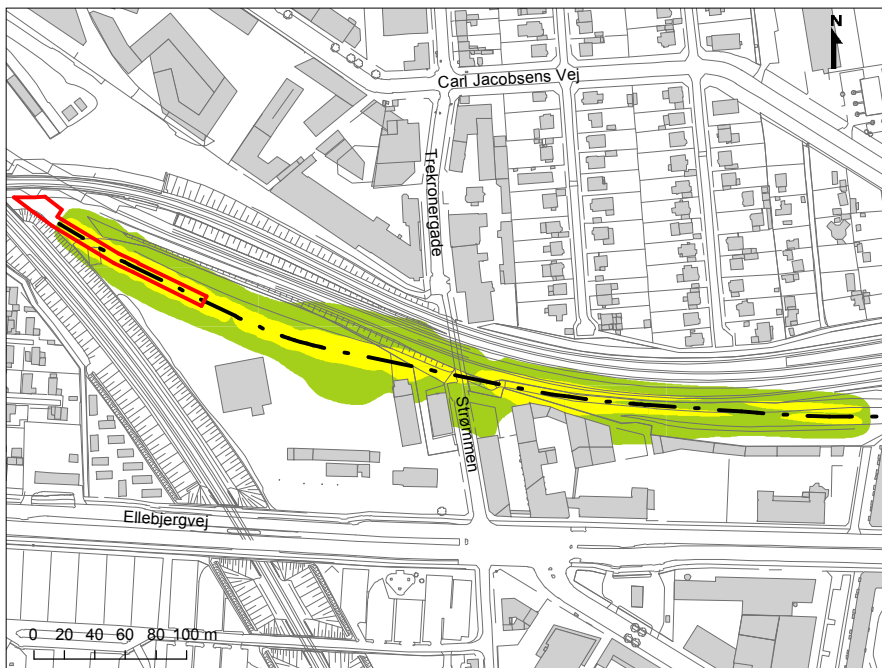 N
Carl Jacobsens Vej
Trekronergade
Strømmen
Ellebjergvej
0 20 40 60 80 100 m